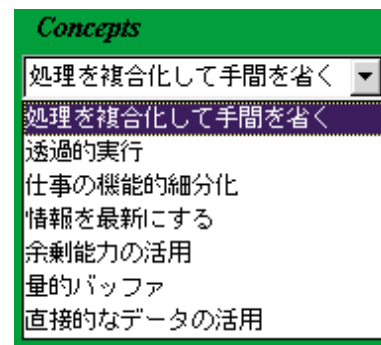 Concepts
処理を複合化して手間を省く
処理を複合化して手間を省く
透過的実行
仕事の機能的細分化
情報を最新にする
余剰能力の活用
量的バッファ
直接的なデータの活用